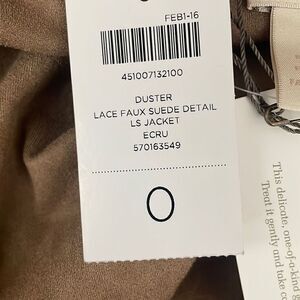 FEB1-16
451007132100
DUSTER
LACE FAUX SUEDE DETAIL
LS JACKET
ECRU
570163549
O
This delicate, one-of-a-kind
Treat it gently and take